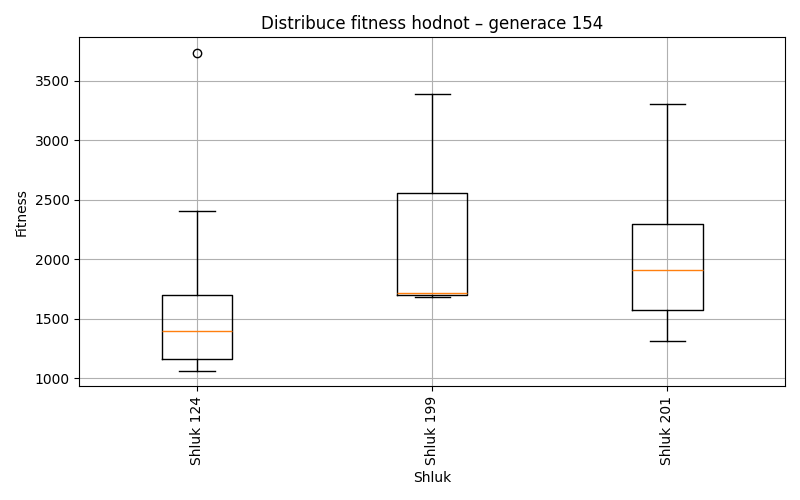 Distribuce fitness hodnot – generace 154
Fitness
3500
3000
2500
2000
1500
1000
Shluk 124
Shluk 199
Shluk 201
Shluk